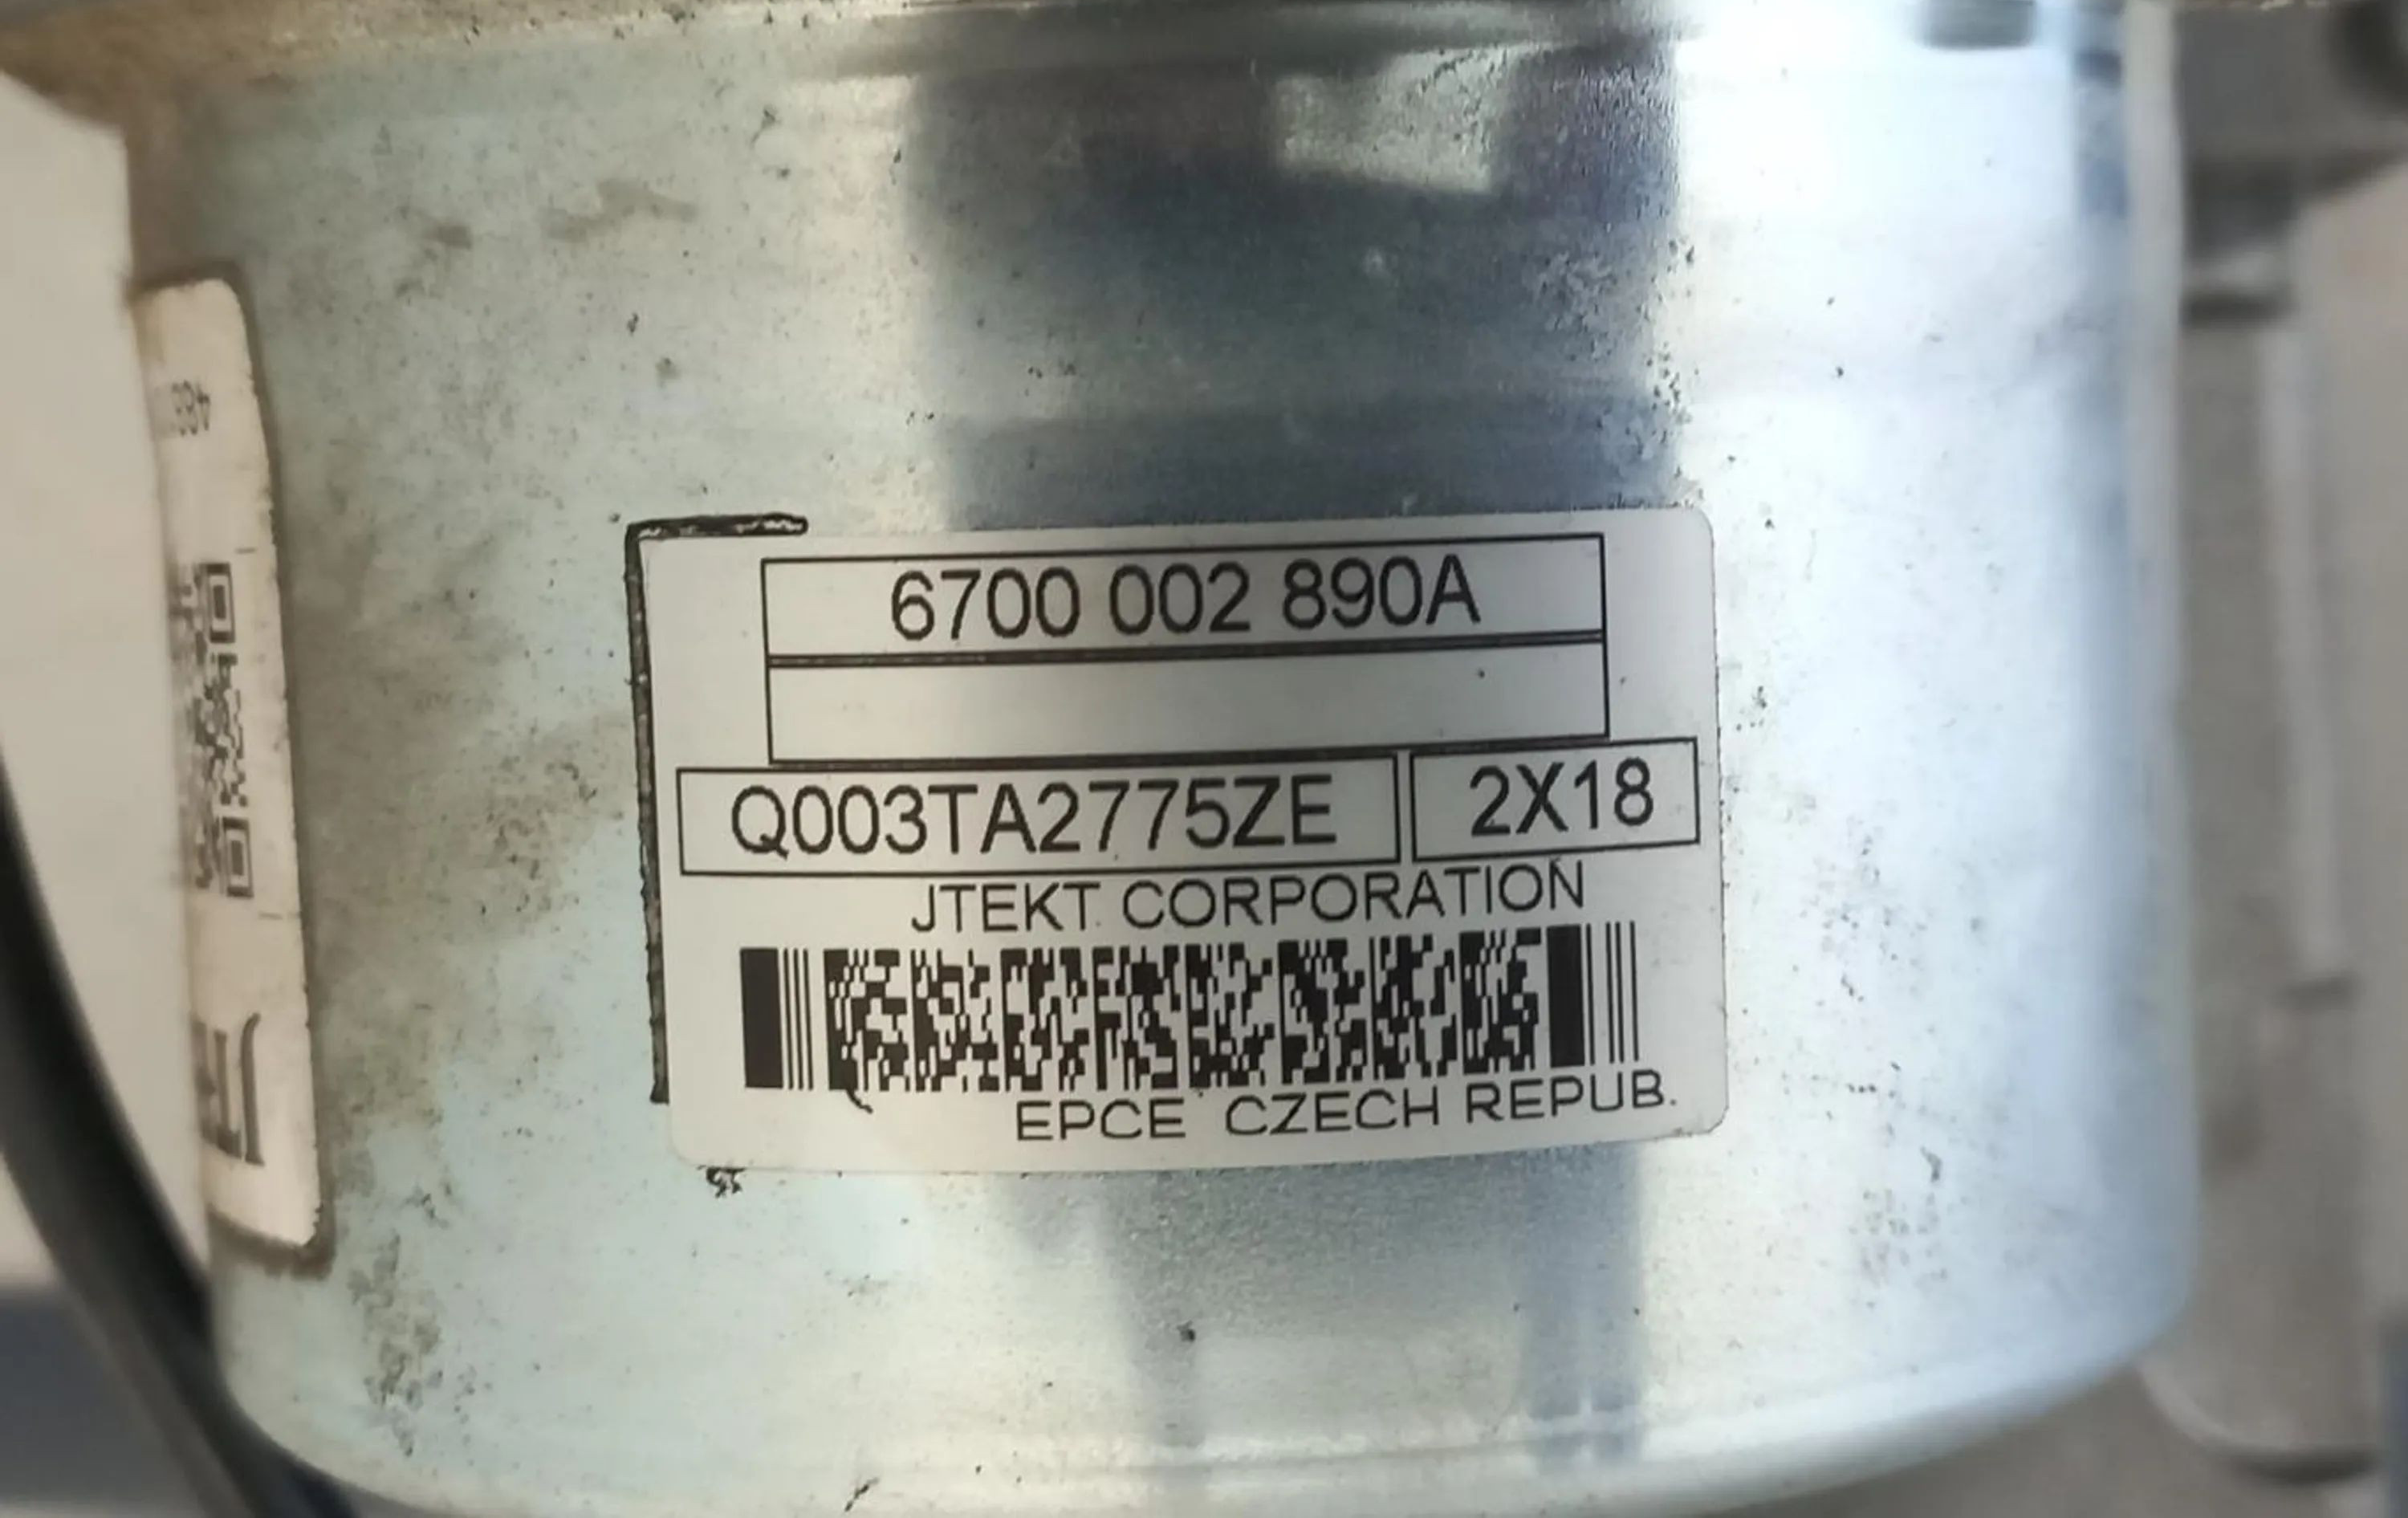 6700 002 890A
Q003TA2775ZE 2X18
JTEKT CORPORATION
EPCE CZECH REPUB.